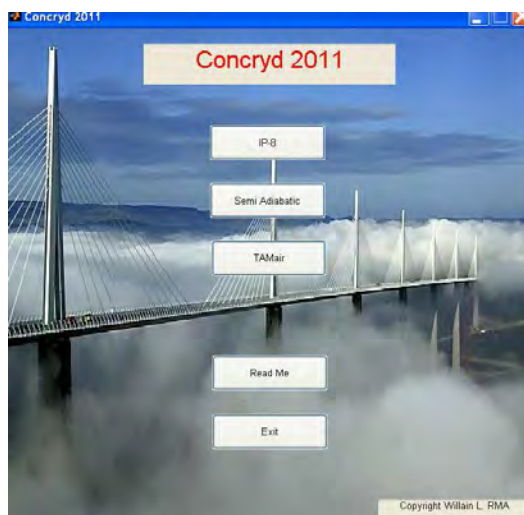 Concryd 2011
Concryd 2011
IP-8
Semi Adiabatic
TAMair
Read Me
Exit
Copyright Willain L. RMA